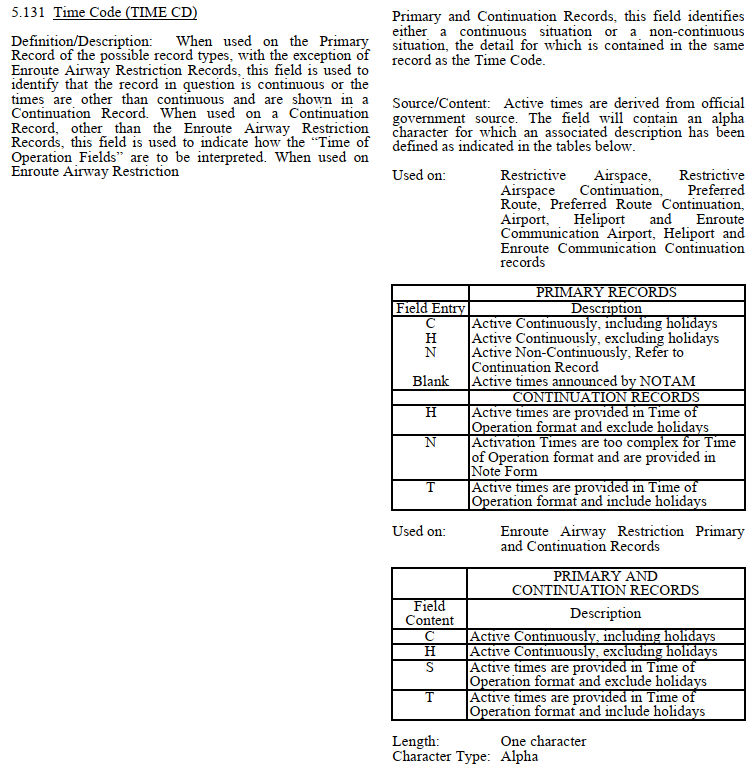 5.131 Time Code (TIME CD)
Definition/Description: When used on the Primary
Record of the possible record types, with the exception of
Enroute Airway Restriction Records, this field is used to
identify that the record in question is continuous or the
times are other than continuous and are shown in a
Continuation Record. When used on a Continuation
Record, other than the Enroute Airway Restriction
Records, this field is used to indicate how the “Time of
Operation Fields” are to be interpreted. When used on
Enroute Airway Restriction
Primary and Continuation Records, this field identifies
either a continuous situation or a non-continuous
situation, the detail for which is contained in the same
record as the Time Code.
Source/Content: Active times are derived from official
government source. The field will contain an alpha
character for which an associated description has been
defined as indicated in the tables below.
Used on: Restrictive Airspace, Restrictive
Airspace Continuation, Preferred
Route, Preferred Route Continuation,
Airport, Heliport and Enroute
Communication Airport, Heliport and
Enroute Communication Continuation
records
PRIMARY RECORDS
Field Entry Description
C Active Continuously, including holidays
H Active Continuously, excluding holidays
N Active Non-Continuously, Refer to
Continuation Record
Blank Active times announced by NOTAM
CONTINUATION RECORDS
H Active times are provided in Time of
Operation format and exclude holidays
N Activation Times are too complex for Time
of Operation format and are provided in
Note Form
T Active times are provided in Time of
Operation format and include holidays
Used on: Enroute Airway Restriction Primary
and Continuation Records
PRIMARY AND
CONTINUATION RECORDS
Field
Content Description
C Active Continuously, including holidays
H Active Continuously, excluding holidays
S Active times are provided in Time of
Operation format and exclude holidays
T Active times are provided in Time of
Operation format and include holidays
Length: One character
Character Type: Alpha